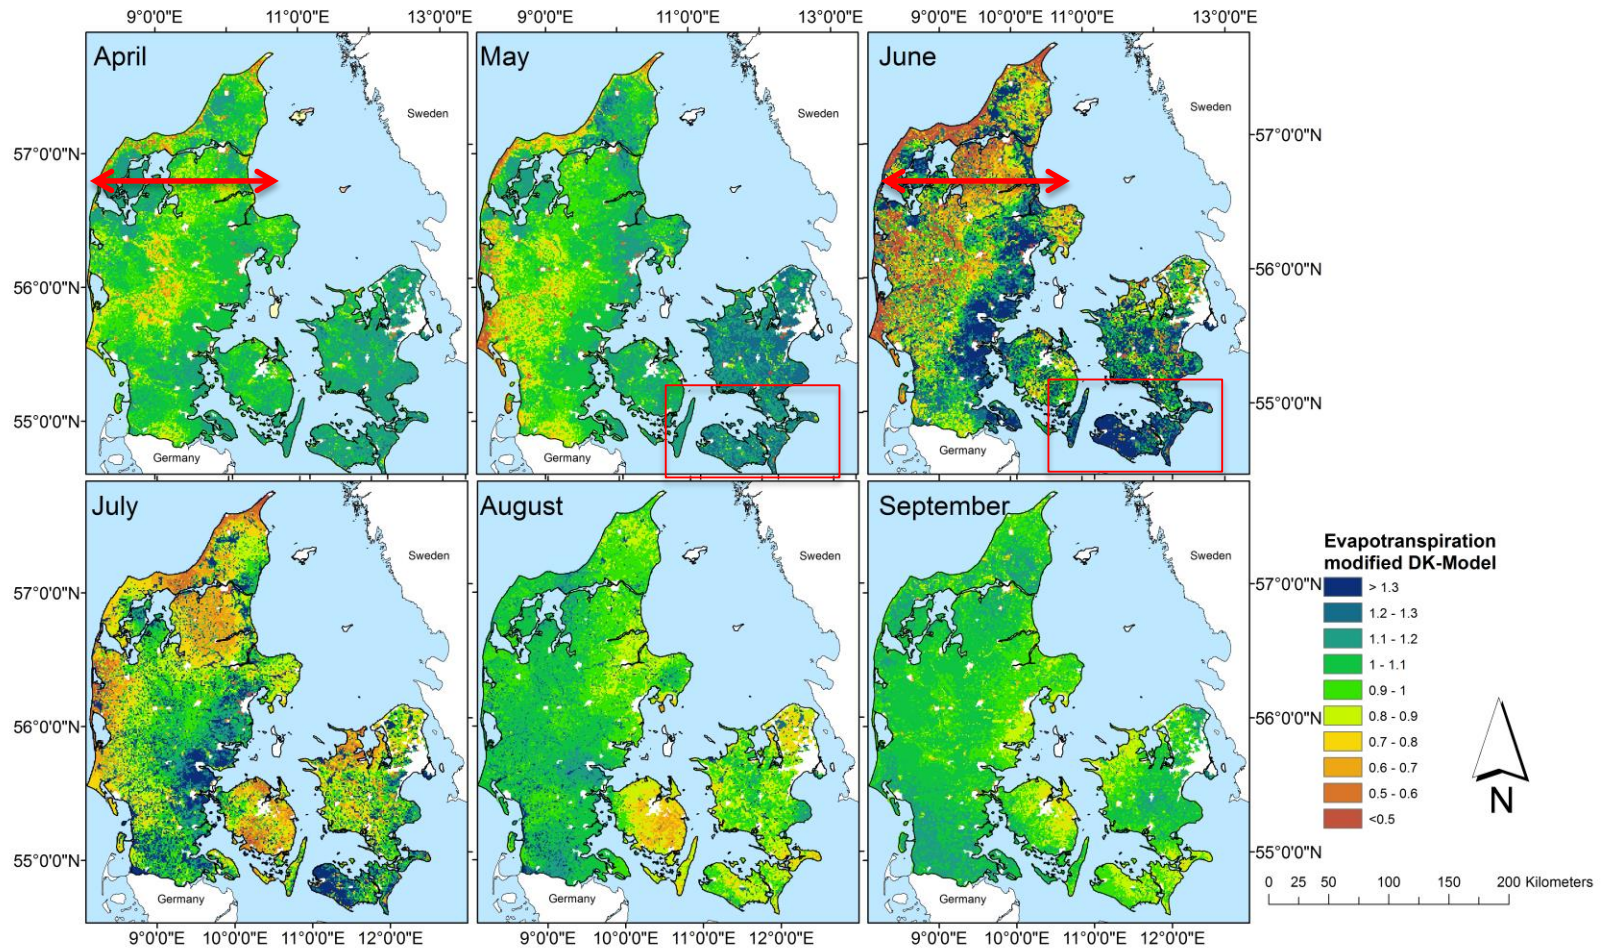 9°0'0"E 11°0'0"E 13°0'0"E 9°0'0"E 11°0'0"E 13°0'0"E 9°0'0"E 10°0'0"E 11°0'0"E 13°0'0"E
April May June
Sweden Sweden Sweden
57°0'0"N 57°0'0"N
56°0'0"N 56°0'0"N
55°0'0"N 55°0'0"N
Germany Germany Germany
July August September
Sweden Sweden Sweden
57°0'0"N 57°0'0"N
56°0'0"N 56°0'0"N
55°0'0"N 55°0'0"N
Germany Germany Germany
9°0'0"E 10°0'0"E 11°0'0"E 12°0'0"E 9°0'0"E 10°0'0"E 11°0'0"E 12°0'0"E 9°0'0"E 10°0'0"E 11°0'0"E 12°0'0"E
Evapotranspiration
modified DK-Model
> 1.3
1.2 - 1.3
1.1 - 1.2
1 - 1.1
0.9 - 1
0.8 - 0.9
0.7 - 0.8
0.6 - 0.7
0.5 - 0.6
<0.5
N
0 25 50 100 150 200 Kilometers